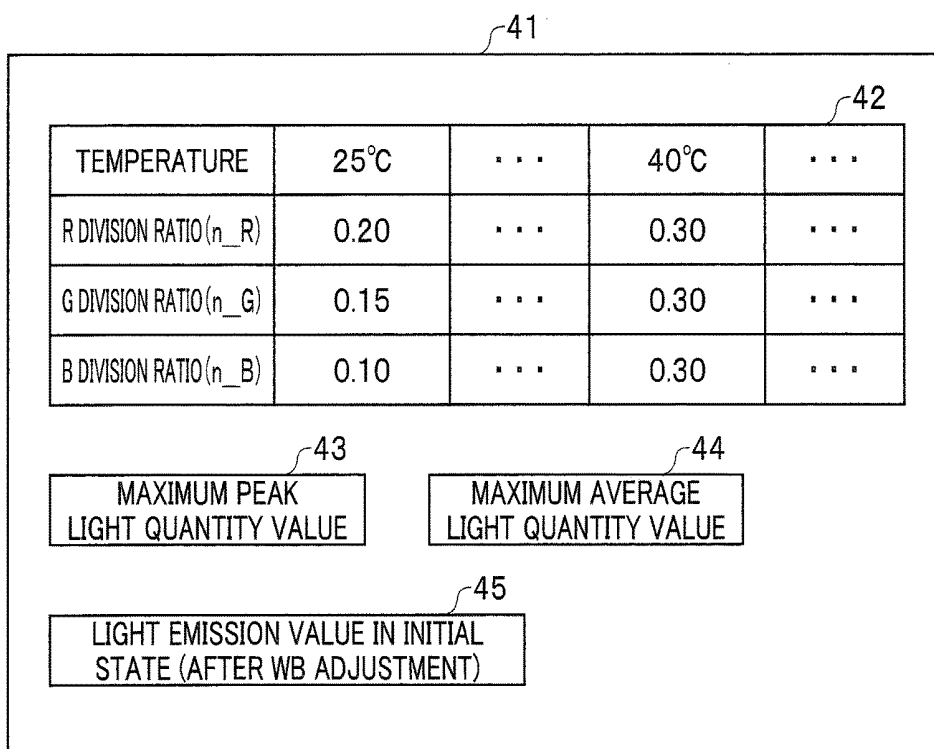 41
42
TEMPERATURE 25°C ··· 40°C ···
R DIVISION RATIO(n_R) 0.20 ··· 0.30 ···
G DIVISION RATIO(n_G) 0.15 ··· 0.30 ···
B DIVISION RATIO(n_B) 0.10 ··· 0.30 ···
43
44
MAXIMUM PEAK
LIGHT QUANTITY VALUE
MAXIMUM AVERAGE
LIGHT QUANTITY VALUE
45
LIGHT EMISSION VALUE IN INITIAL
STATE (AFTER WB ADJUSTMENT)